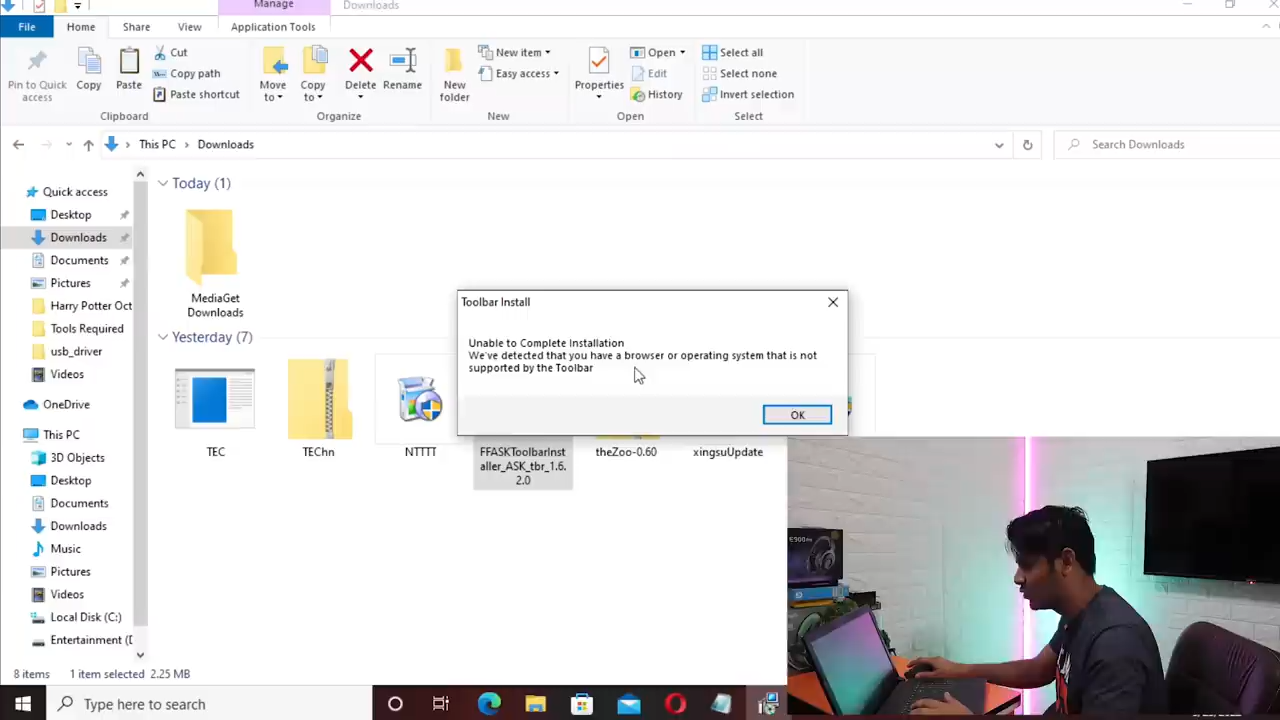 Manage
Downloads
File
Home
Share
View
Application Tools
Pin to Quick
access
Copy
Paste
Cut
Copy path
Paste shortcut
Clipboard
Move
to
Copy
to
Delete
Rename
Organize
New
folder
New item
Easy access
New
Properties
Open
Edit
History
Open
Select all
Select none
Invert selection
Select
This PC
Downloads
Search Downloads
Quick access
Desktop
Downloads
Documents
Pictures
Harry Potter Oct
Tools Required
usb_driver
Videos
OneDrive
This PC
3D Objects
Desktop
Documents
Downloads
Music
Pictures
Videos
Local Disk (C:)
Entertainment (D
Today (1)
MediaGet
Downloads
Yesterday (7)
TEC
TEChn
NTTTT
FFASKToolbarInst
aller_ASK_tbr_1.6.
2.0
theZoo-0.60
xingsuUpdate
Toolbar Install
Unable to Complete Installation
We've detected that you have a browser or operating system that is not
supported by the Toolbar
OK
8 items
1 item selected
2.25 MB
Type here to search